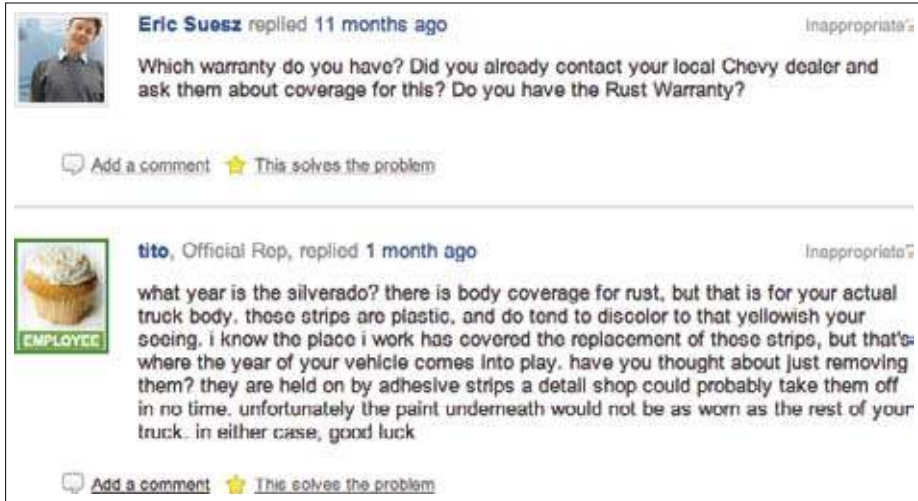 Eric Suesz replied 11 months ago
Inappropriate?
Which warranty do you have? Did you already contact your local Chevy dealer and
ask them about coverage for this? Do you have the Rust Warranty?
Add a comment This solves the problem
tito, Official Rep, replied 1 month ago
Inappropriate?
EMPLOYEE
what year is the silverado? there is body coverage for rust, but that is for your actual
truck body. these strips are plastic, and do tend to discolor to that yellowish your
seeing. i know the place i work has covered the replacement of these strips, but that's
where the year of your vehicle comes into play. have you thought about just removing
them? they are held on by adhesive strips a detail shop could probably take them off
in no time. unfortunately the paint underneath would not be as worn as the rest of your
truck. in either case, good luck
Add a comment This solves the problem